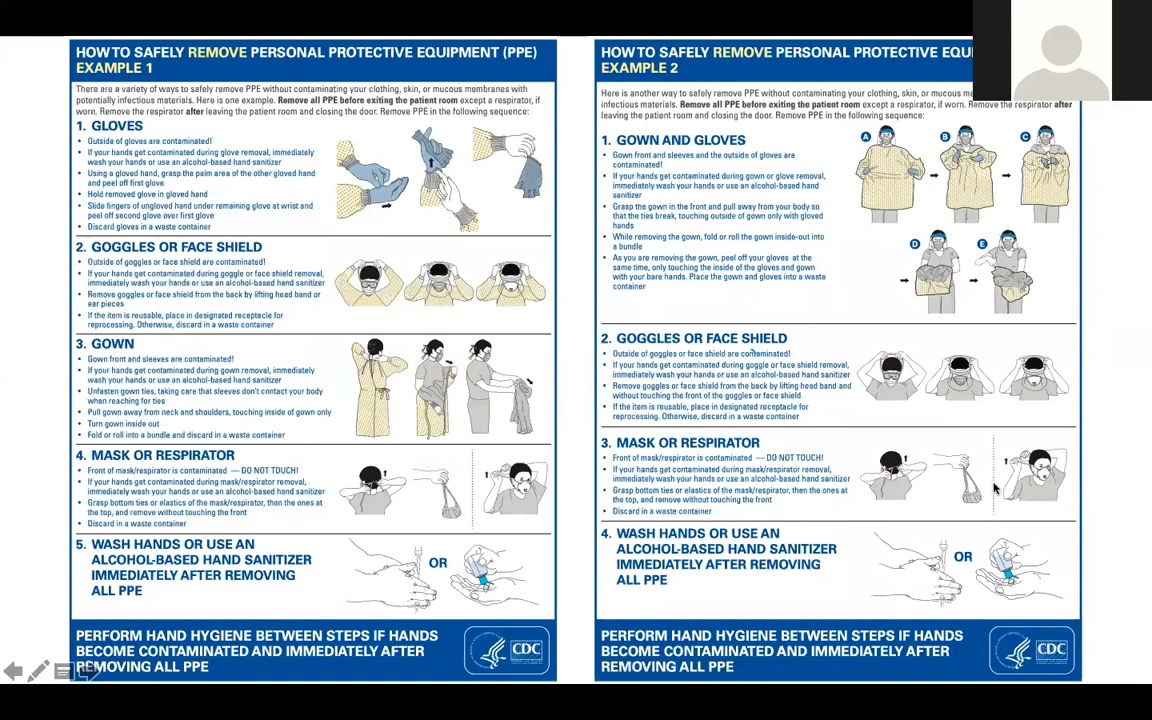 HOW TO SAFELY REMOVE PERSONAL PROTECTIVE EQUIPMENT (PPE)
EXAMPLE 1
There are a variety of ways to safely remove PPE without contaminating your clothing, skin, or mucous membranes with
potentially infectious materials. Here is one example. Remove all PPE before exiting the patient room except a respirator, if
worn. Remove the respirator after leaving the patient room and closing the door. Remove PPE in the following sequence:
1. GLOVES
• Outside of gloves are contaminated!
• If your hands get contaminated during glove removal, immediately
wash your hands or use an alcohol-based hand sanitizer
• Using a gloved hand, grasp the palm area of the other gloved hand
and peel off first glove
• Hold removed glove in gloved hand
• Slide fingers of ungloved hand under remaining glove at wrist and
peel off second glove over first glove
• Discard gloves in a waste container
2. GOGGLES OR FACE SHIELD
• Outside of goggles or face shield are contaminated!
• If your hands get contaminated during goggle or face shield removal,
immediately wash your hands or use an alcohol-based hand sanitizer
• Remove goggles or face shield from the back by lifting head band or
ear pieces
• If the item is reusable, place in designated receptacle for
reprocessing. Otherwise, discard in a waste container
3. GOWN
• Gown front and sleeves are contaminated!
• If your hands get contaminated during gown removal, immediately
wash your hands or use an alcohol-based hand sanitizer
• Unfasten gown ties, taking care that sleeves don't contact your body
when reaching for ties
• Pull gown away from neck and shoulders, touching inside of gown only
• Turn gown inside out
• Fold or roll into a bundle and discard in a waste container
4. MASK OR RESPIRATOR
• Front of mask/respirator is contaminated — DO NOT TOUCH!
• If your hands get contaminated during mask/respirator removal,
immediately wash your hands or use an alcohol-based hand sanitizer
• Grasp bottom ties or elastics of the mask/respirator, then the ones at
the top, and remove without touching the front
• Discard in a waste container
5. WASH HANDS OR USE AN
ALCOHOL-BASED HAND SANITIZER
IMMEDIATELY AFTER REMOVING
ALL PPE
OR
PERFORM HAND HYGIENE BETWEEN STEPS IF HANDS
BECOME CONTAMINATED AND IMMEDIATELY AFTER
REMOVING ALL PPE
CDC
HOW TO SAFELY REMOVE PERSONAL PROTECTIVE EQU
EXAMPLE 2
Here is another way to safely remove PPE without contaminating your clothing, skin, or mucous
infectious materials. Remove all PPE before exiting the patient room except a respirator, if worn. Remove the respirator after
leaving the patient room and closing the door. Remove PPE in the following sequence:
1. GOWN AND GLOVES
• Gown front and sleeves and the outside of gloves are
contaminated!
• If your hands get contaminated during gown or glove removal,
immediately wash your hands or use an alcohol-based hand
sanitizer
• Grasp the gown in the front and pull away from your body so
that the ties break, touching outside of gown only with gloved
hands
• While removing the gown, fold or roll the gown inside-out into
a bundle
• As you are removing the gown, peel off your gloves at the
same time, only touching the inside of the gloves and gown
with your bare hands. Place the gown and gloves into a waste
container
A B C
D E
2. GOGGLES OR FACE SHIELD
• Outside of goggles or face shield are contaminated!
• If your hands get contaminated during goggle or face shield removal,
immediately wash your hands or use an alcohol-based hand sanitizer
• Remove goggles or face shield from the back by lifting head band and
without touching the front of the goggles or face shield
• If the item is reusable, place in designated receptacle for
reprocessing. Otherwise, discard in a waste container
3. MASK OR RESPIRATOR
• Front of mask/respirator is contaminated — DO NOT TOUCH!
• If your hands get contaminated during mask/respirator removal,
immediately wash your hands or use an alcohol-based hand sanitizer
• Grasp bottom ties or elastics of the mask/respirator, then the ones at
the top, and remove without touching the front
• Discard in a waste container
4. WASH HANDS OR USE AN
ALCOHOL-BASED HAND SANITIZER
IMMEDIATELY AFTER REMOVING
ALL PPE
OR
PERFORM HAND HYGIENE BETWEEN STEPS IF HANDS
BECOME CONTAMINATED AND IMMEDIATELY AFTER
REMOVING ALL PPE
CDC